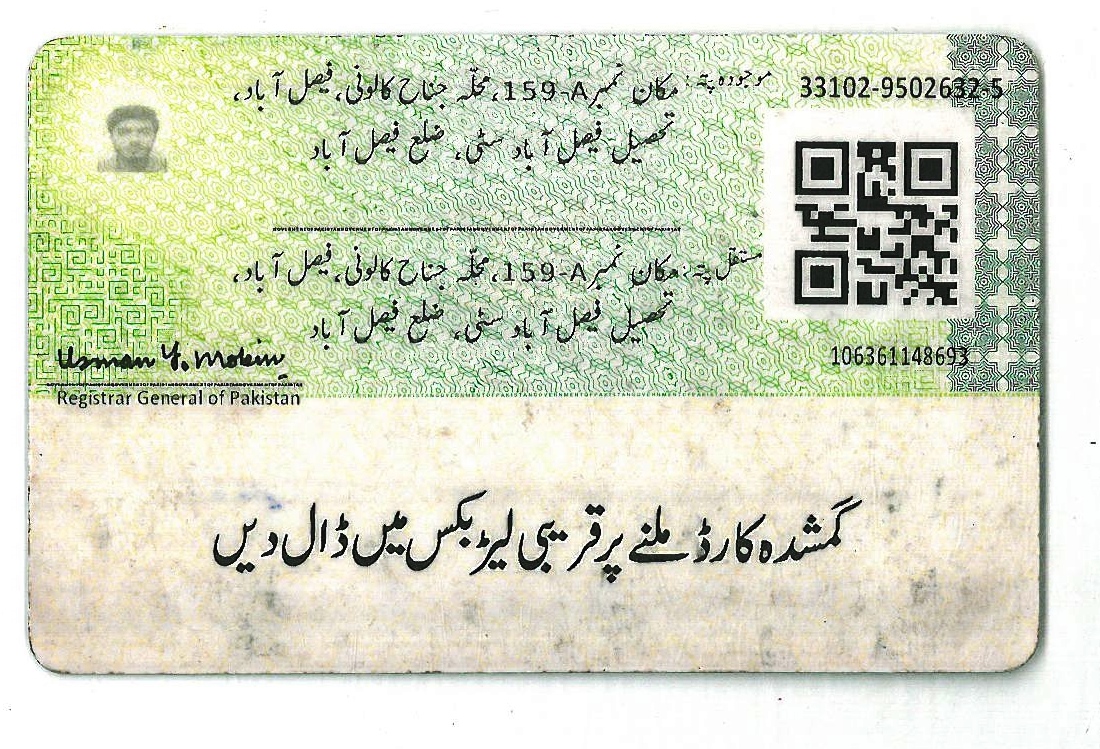 موجودہ پتہ: مکان نمبر 159-A، محلّہ جناح کالونی، فیصل آباد،
تحصیل فیصل آباد سٹی، ضلع فیصل آباد
33102-9502632-5
مستقل پتہ: مکان نمبر 159-A، محلّہ جناح کالونی، فیصل آباد،
تحصیل فیصل آباد سٹی، ضلع فیصل آباد
106361148693
Usman Y. Mobin
Registrar General of Pakistan
گمشدہ کارڈ ملنے پر قریبی لیٹر بکس میں ڈال دیں